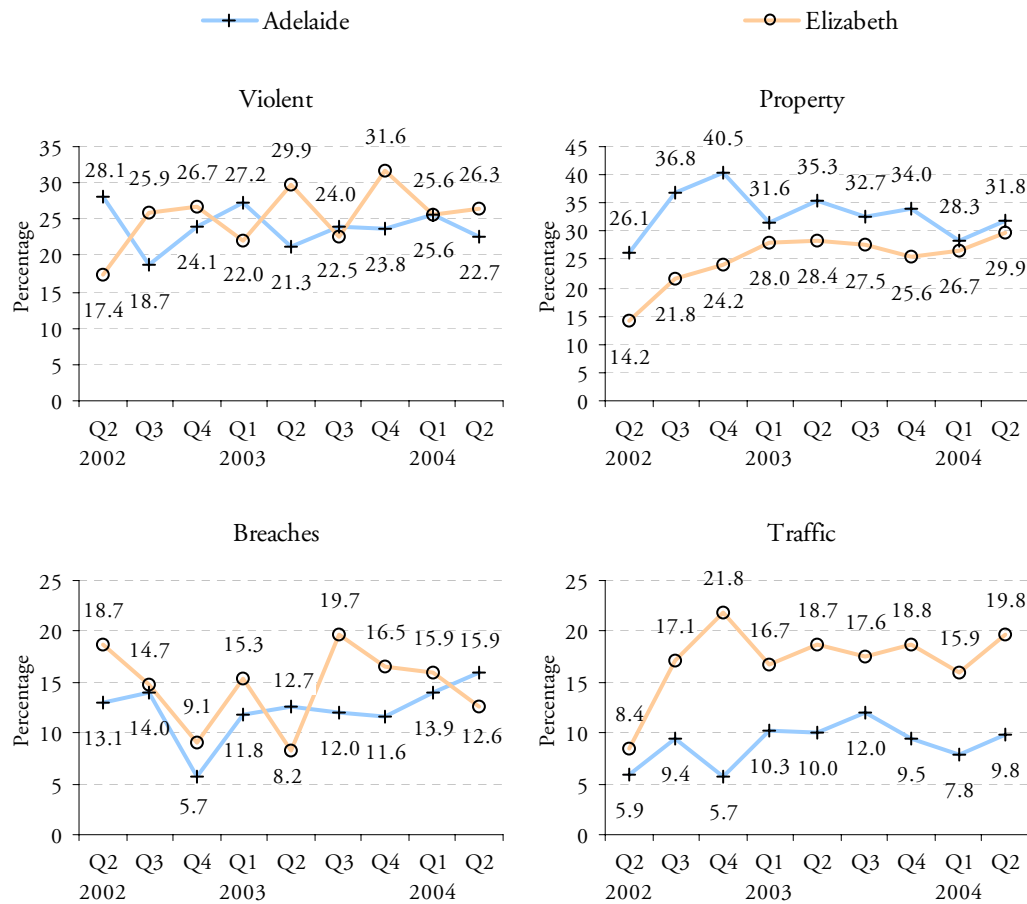 Adelaide Elizabeth
Violent
Percentage
35
30
25
20
15
10
5
0
28.1 25.9 26.7 27.2 29.9 24.0 31.6 25.6 26.3
17.4 18.7 24.1 22.0 21.3 22.5 23.8 25.6 22.7
Q2 Q3 Q4 Q1 Q2 Q3 Q4 Q1 Q2
2002 2003 2004
Property
Percentage
45
40
35
30
25
20
15
10
5
0
26.1 36.8 40.5 31.6 35.3 32.7 34.0 28.3 31.8
14.2 21.8 24.2 28.0 28.4 27.5 25.6 26.7 29.9
Q2 Q3 Q4 Q1 Q2 Q3 Q4 Q1 Q2
2002 2003 2004
Breaches
Percentage
25
20
15
10
5
0
18.7 14.7 9.1 15.3 12.7 19.7 16.5 15.9 15.9
13.1 14.0 5.7 11.8 8.2 12.0 11.6 13.9 12.6
Q2 Q3 Q4 Q1 Q2 Q3 Q4 Q1 Q2
2002 2003 2004
Traffic
Percentage
25
20
15
10
5
0
8.4 17.1 21.8 16.7 18.7 17.6 18.8 15.9 19.8
5.9 9.4 5.7 10.3 10.0 12.0 9.5 7.8 9.8
Q2 Q3 Q4 Q1 Q2 Q3 Q4 Q1 Q2
2002 2003 2004